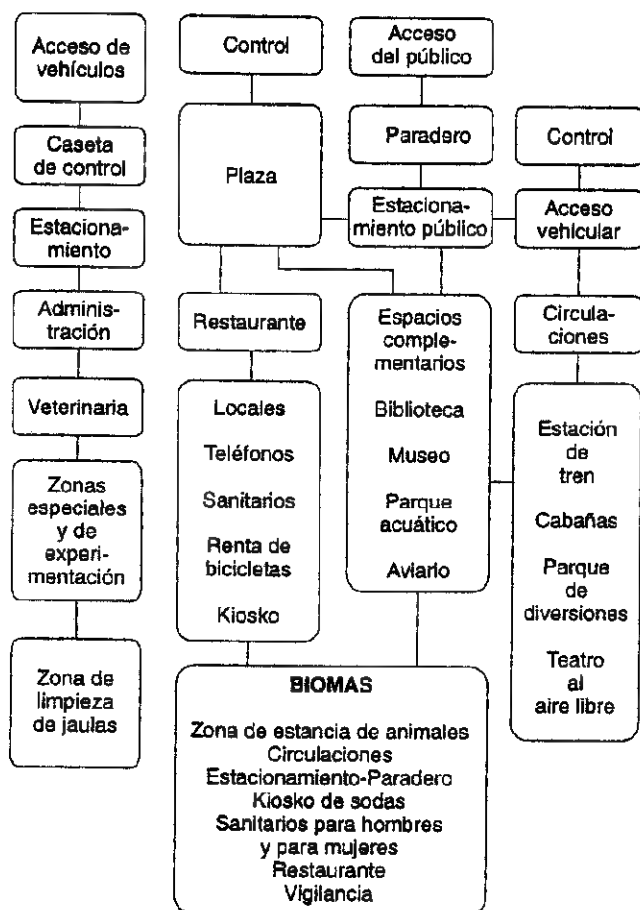 Acceso de
vehículos
Caseta
de control
Estaciona-
miento
Adminis-
tración
Veterinaria
Zonas
especiales
y de
experi-
mentación
Zona de
limpieza
de jaulas
Control
Plaza
Restaurante
Locales
Teléfonos
Sanitarios
Renta de
bicicletas
Kiosko
Acceso
del público
Paradero
Estaciona-
miento público
Espacios
comple-
mentarios
Biblioteca
Museo
Parque
acuático
Aviario
Control
Acceso
vehicular
Circula-
ciones
Estación
de
tren
Cabañas
Parque
de
diversiones
Teatro
al
aire libre
BIOMAS
Zona de estancia de animales
Circulaciones
Estacionamiento-Paradero
Kiosko de sodas
Sanitarios para hombres
y para mujeres
Restaurante
Vigilancia